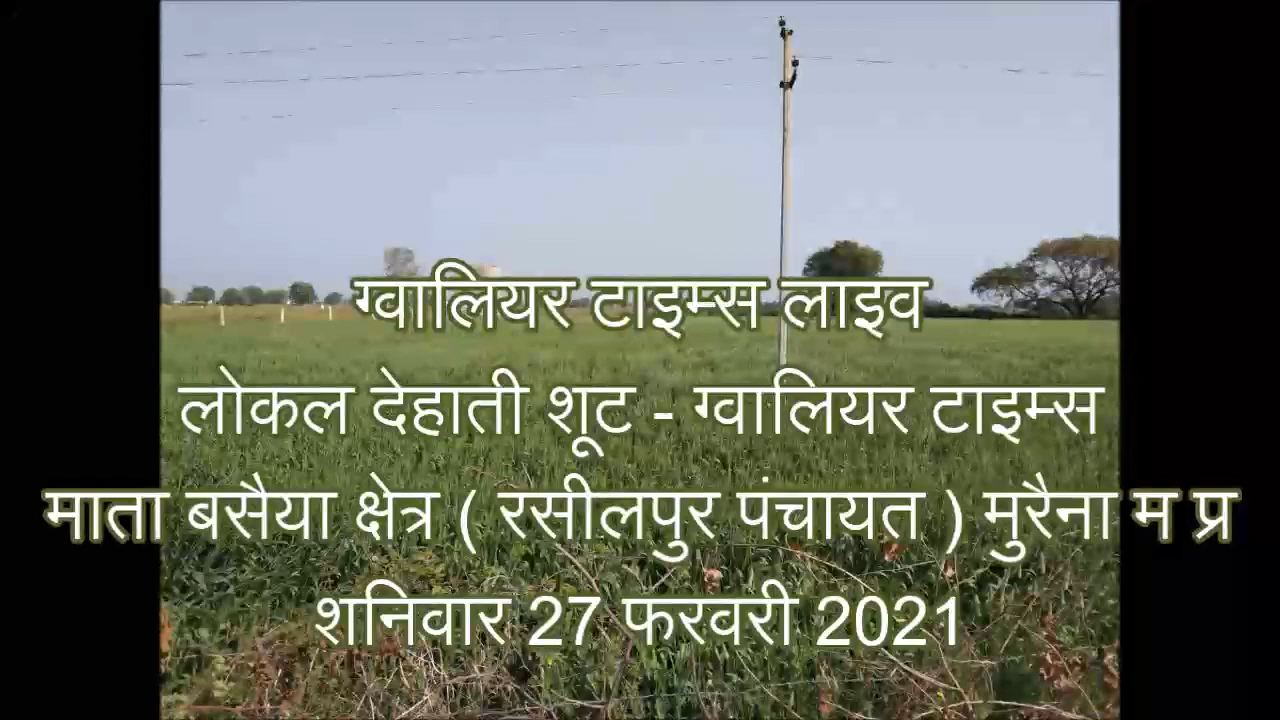 ग्वालियर टाइम्स लाइव
लोकल देहाती शूट - ग्वालियर टाइम्स
माता बसैया क्षेत्र ( रसीलपुर पंचायत ) मुरैना म प्र
शनिवार 27 फरवरी 2021